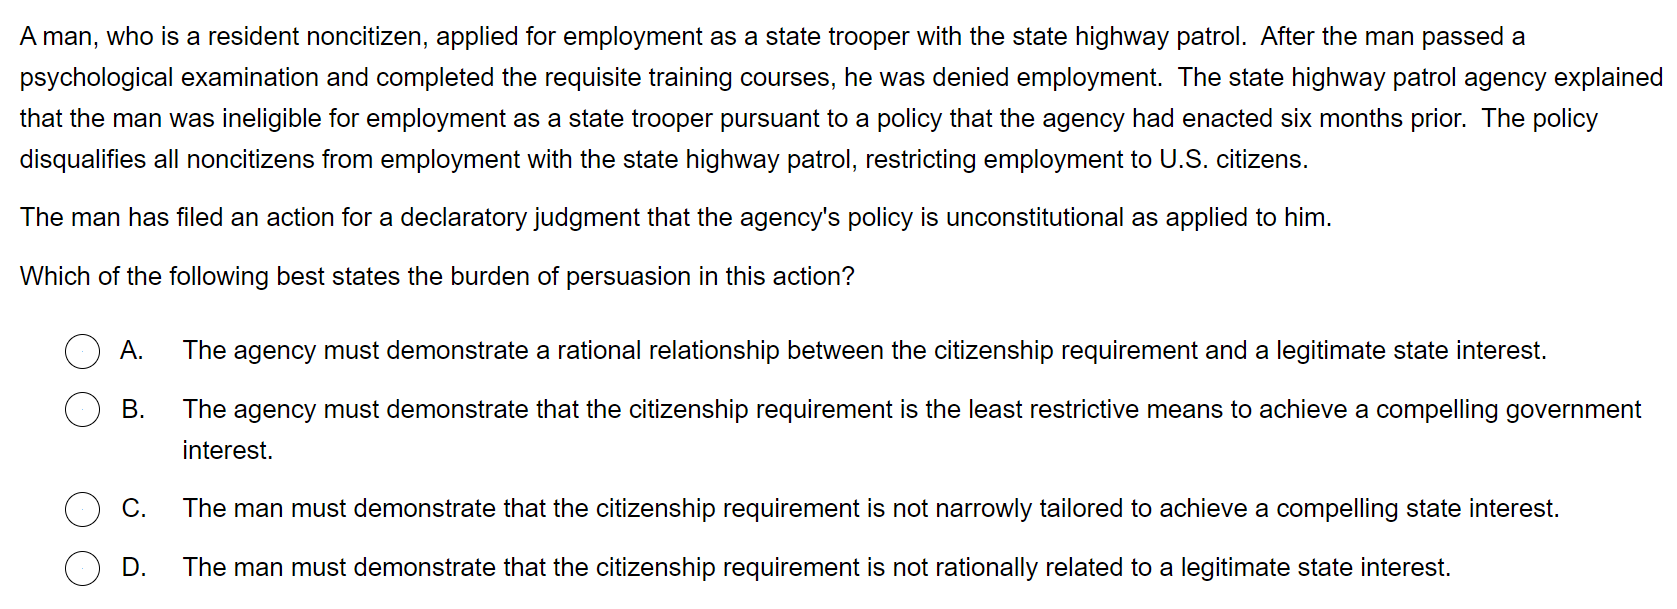 A man, who is a resident noncitizen, applied for employment as a state trooper with the state highway patrol.  After the man passed a
psychological examination and completed the requisite training courses, he was denied employment.  The state highway patrol agency explained
that the man was ineligible for employment as a state trooper pursuant to a policy that the agency had enacted six months prior.  The policy
disqualifies all noncitizens from employment with the state highway patrol, restricting employment to U.S. citizens.
The man has filed an action for a declaratory judgment that the agency's policy is unconstitutional as applied to him.
Which of the following best states the burden of persuasion in this action?
A. The agency must demonstrate a rational relationship between the citizenship requirement and a legitimate state interest.
B. The agency must demonstrate that the citizenship requirement is the least restrictive means to achieve a compelling government
interest.
C. The man must demonstrate that the citizenship requirement is not narrowly tailored to achieve a compelling state interest.
D. The man must demonstrate that the citizenship requirement is not rationally related to a legitimate state interest.